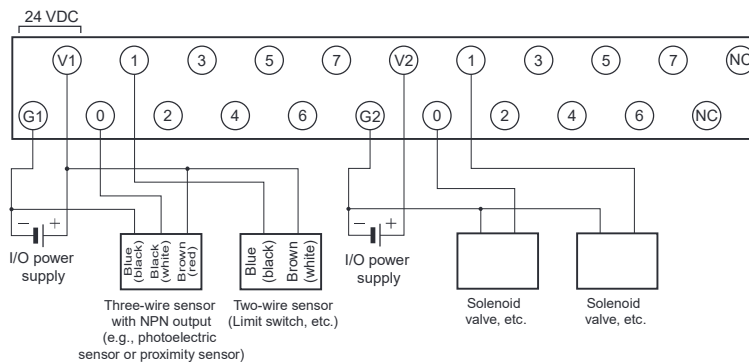 24 VDC
V1 1 3 5 7 V2 1 3 5 7 NC
G1 0 2 4 6 G2 0 2 4 6 NC
− +
I/O power
supply
Blue
(black)
Black
(white)
Brown
(red)
Three-wire sensor
with NPN output
(e.g., photoelectric
sensor or proximity sensor)
Blue
(black)
Brown
(white)
Two-wire sensor
(Limit switch, etc.)
− +
I/O power
supply
Solenoid
valve, etc.
Solenoid
valve, etc.